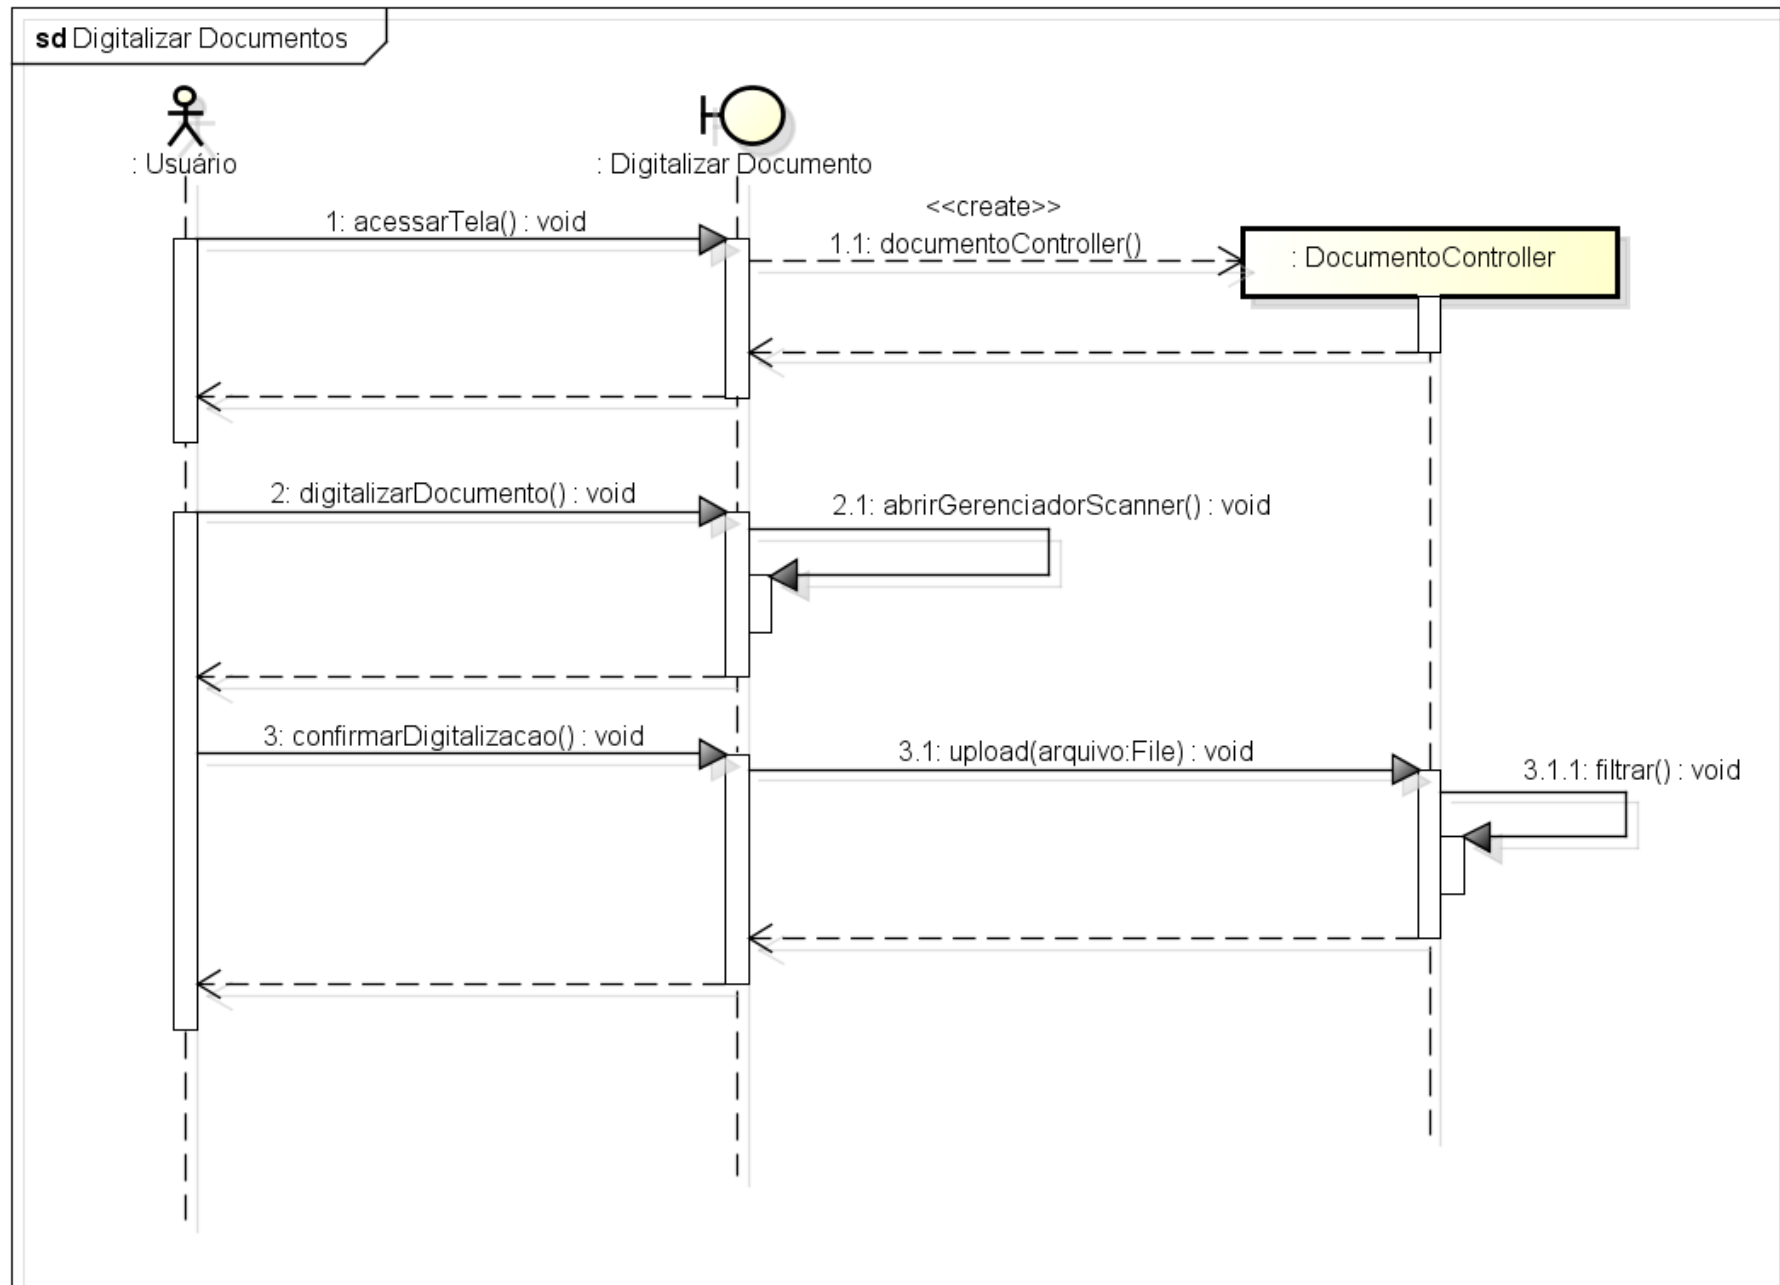 sd Digitalizar Documentos
: Usuário
: Digitalizar Documento
1: acessarTela() : void
<<create>>
1.1: documentoController()
: DocumentoController
2: digitalizarDocumento() : void
2.1: abrirGerenciadorScanner() : void
3: confirmarDigitalizacao() : void
3.1: upload(arquivo:File) : void
3.1.1: filtrar() : void